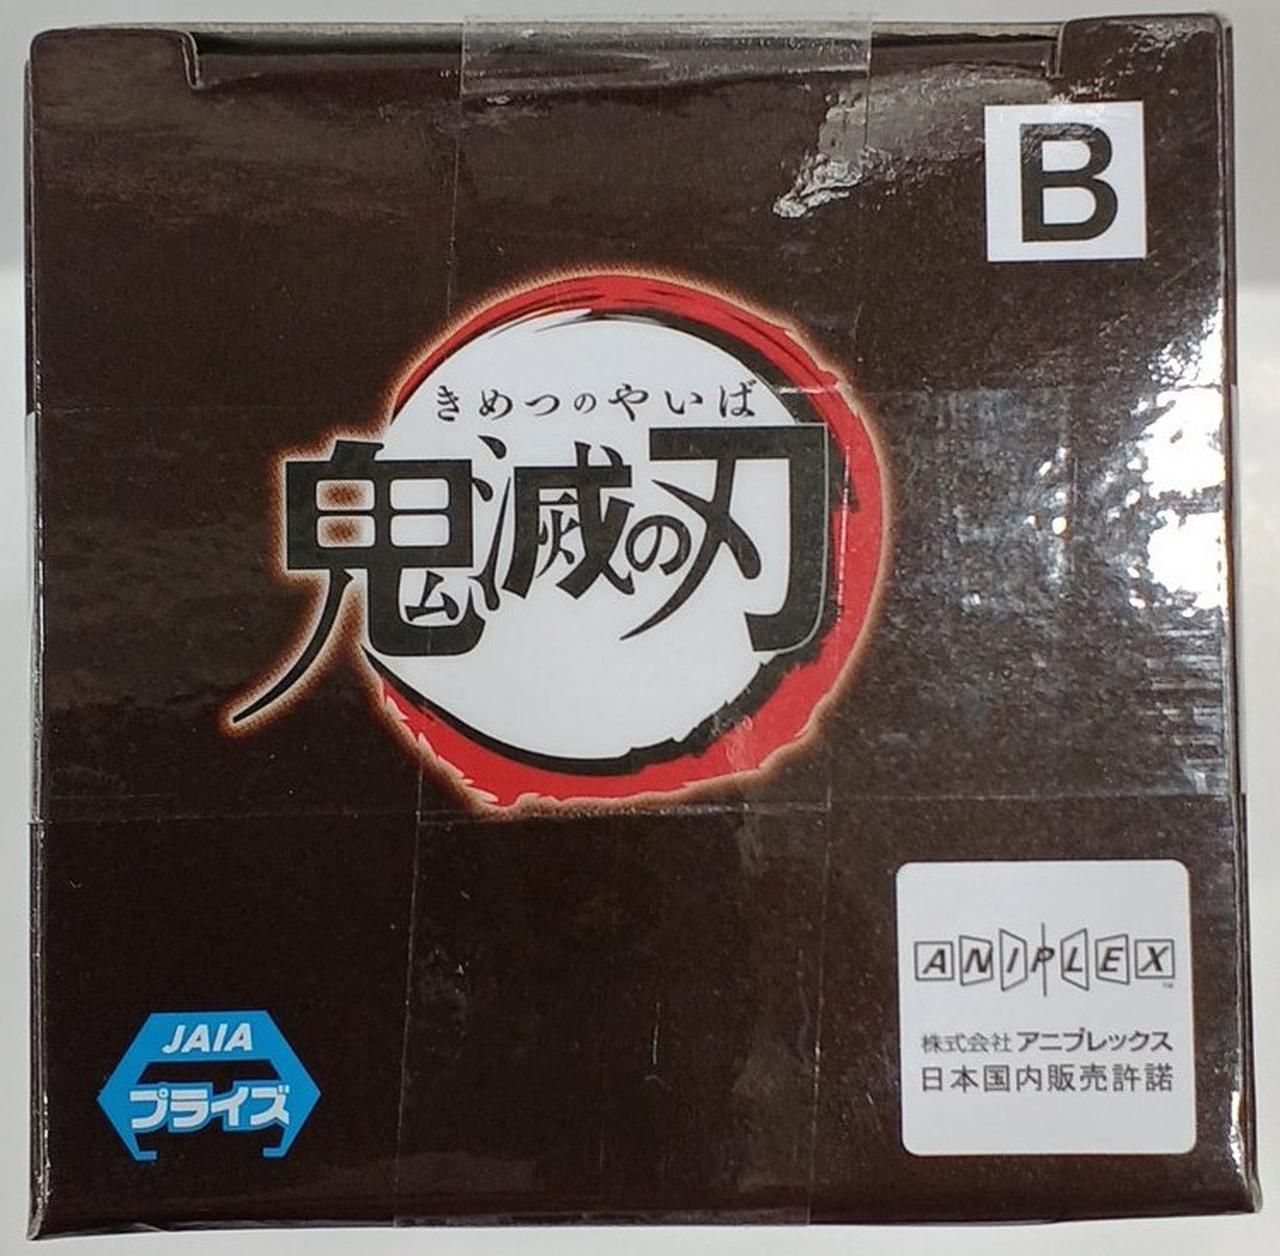 B
きめつのやいば
鬼滅の刃
ANIPLEX
株式会社アニプレックス
日本国内販売許諾
JAIA
プライズ